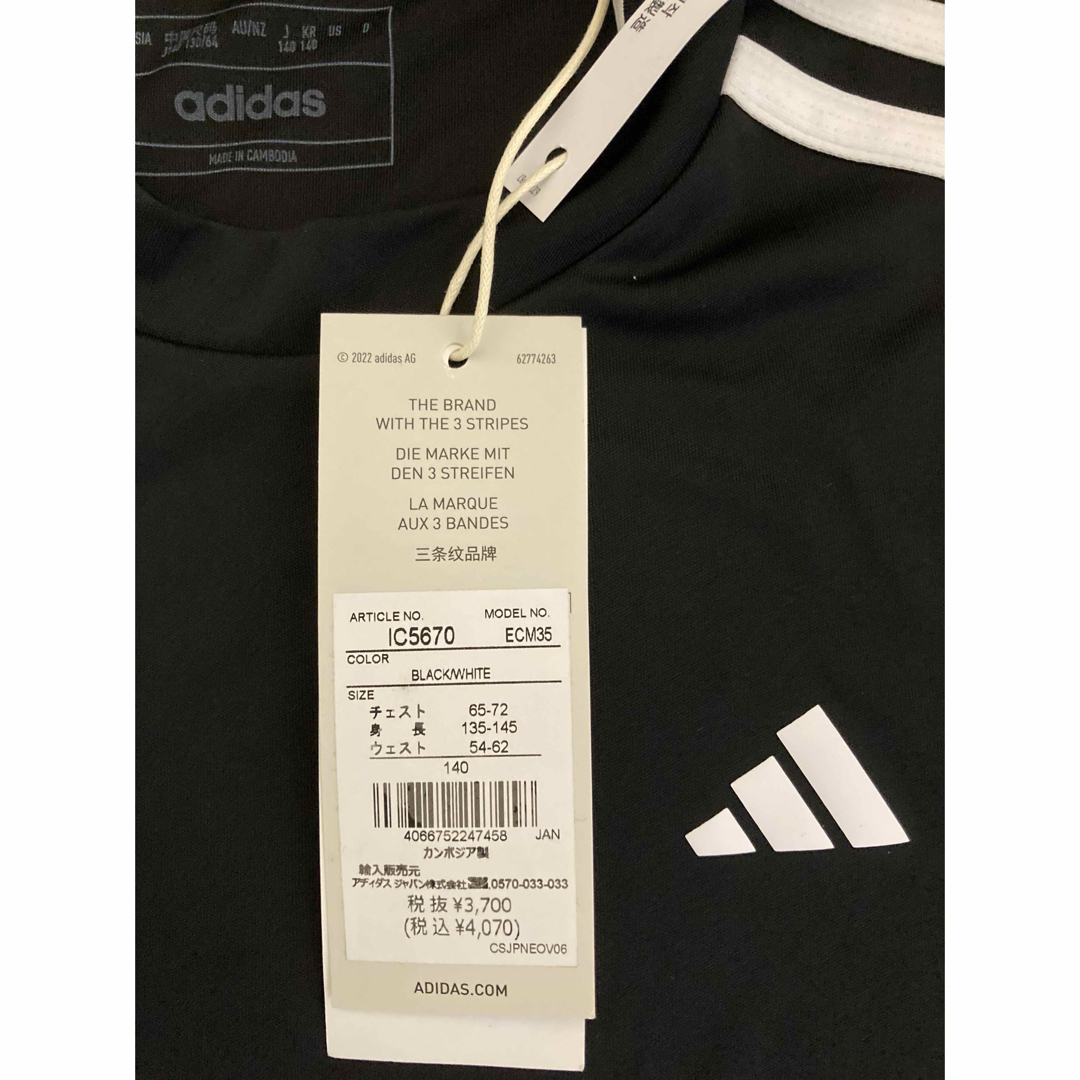 AU/NZ J KR US D
140 140
adidas
MADE IN CAMBODIA
© 2022 adidas AG 62774263
THE BRAND
WITH THE 3 STRIPES
DIE MARKE MIT
DEN 3 STREIFEN
LA MARQUE
AUX 3 BANDES
三条纹品牌
ARTICLE NO. MODEL NO.
IC5670 ECM35
COLOR
BLACK/WHITE
SIZE
チェスト 65-72
身 長 135-145
ウェスト 54-62
140
4066752247458 JAN
カンボジア製
輸入販売元
アディダス ジャパン株式会社 0570-033-033
税抜 ¥3,700
(税込 ¥4,070)
CSJPNEOV06
ADIDAS.COM